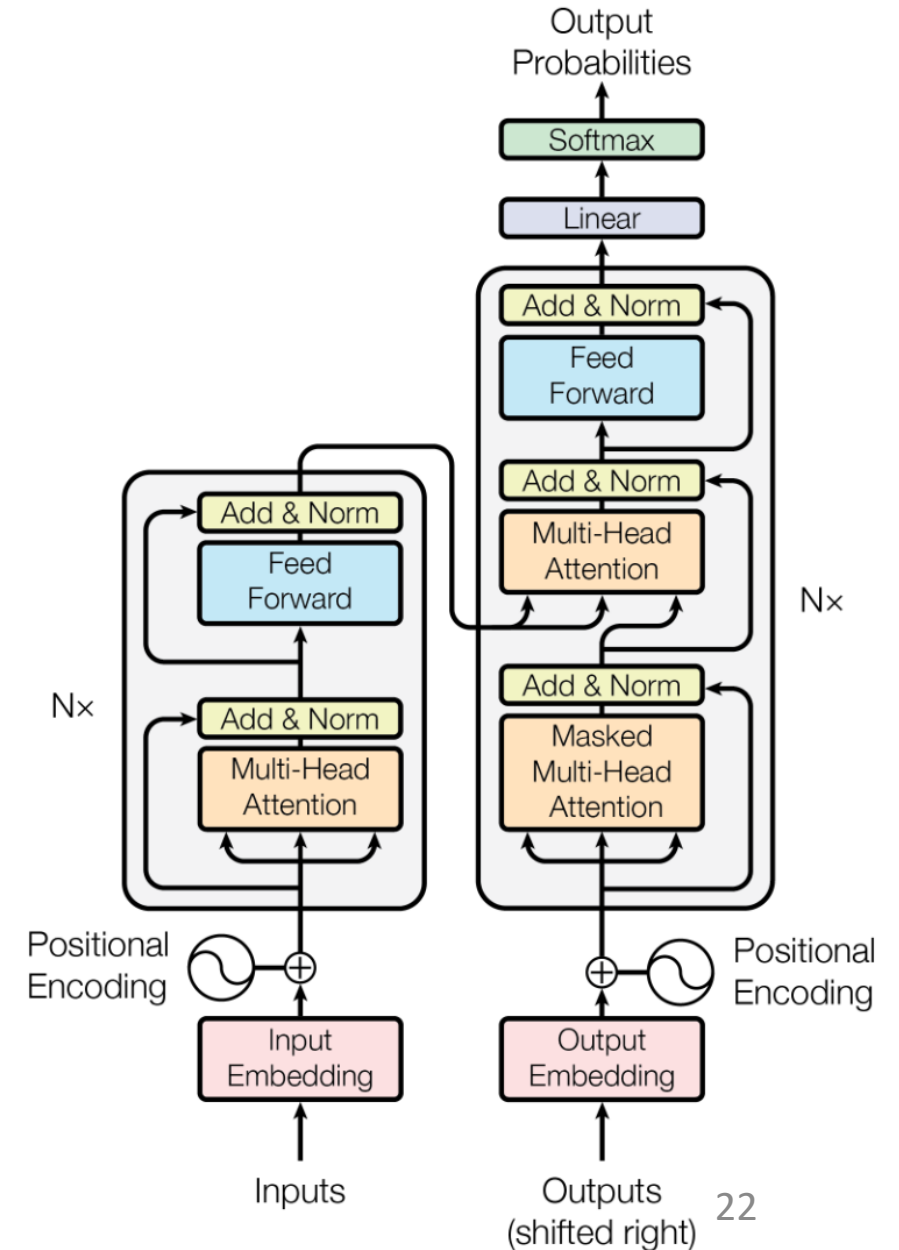 Output
Probabilities
Softmax
Linear
Add & Norm
Feed
Forward
Add & Norm
Multi-Head
Attention
Nx
Add & Norm
Masked
Multi-Head
Attention
Add & Norm
Feed
Forward
Nx
Add & Norm
Multi-Head
Attention
Positional
Encoding
Positional
Encoding
Input
Embedding
Output
Embedding
Inputs
Outputs
(shifted right)
22